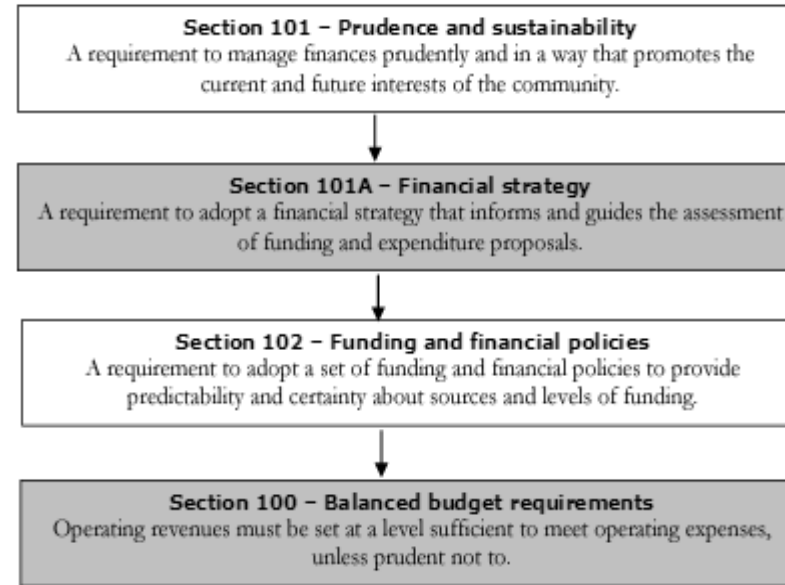 Section 101 – Prudence and sustainability
A requirement to manage finances prudently and in a way that promotes the
current and future interests of the community.
Section 101A – Financial strategy
A requirement to adopt a financial strategy that informs and guides the assessment
of funding and expenditure proposals.
Section 102 – Funding and financial policies
A requirement to adopt a set of funding and financial policies to provide
predictability and certainty about sources and levels of funding.
Section 100 – Balanced budget requirements
Operating revenues must be set at a level sufficient to meet operating expenses,
unless prudent not to.